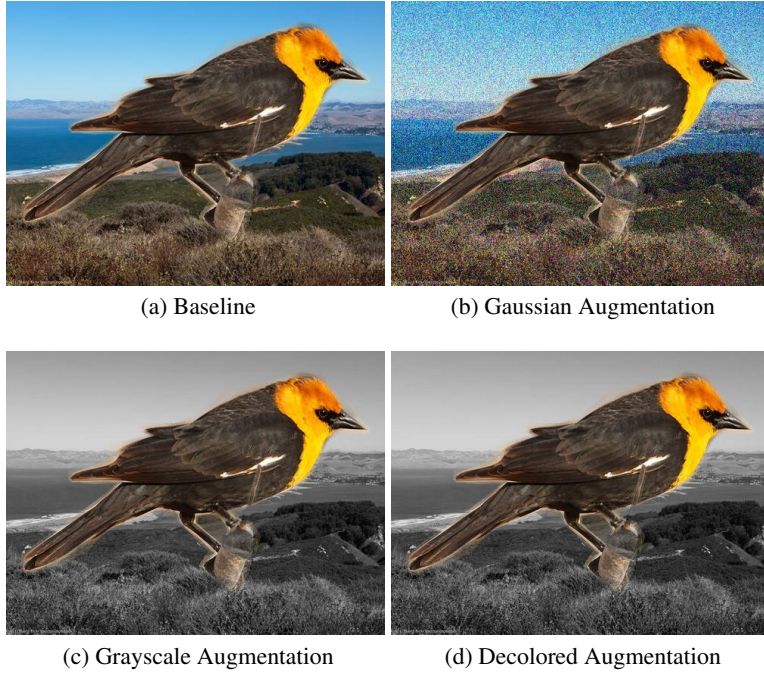 (a) Baseline
(b) Gaussian Augmentation
(c) Grayscale Augmentation
(d) Decolored Augmentation